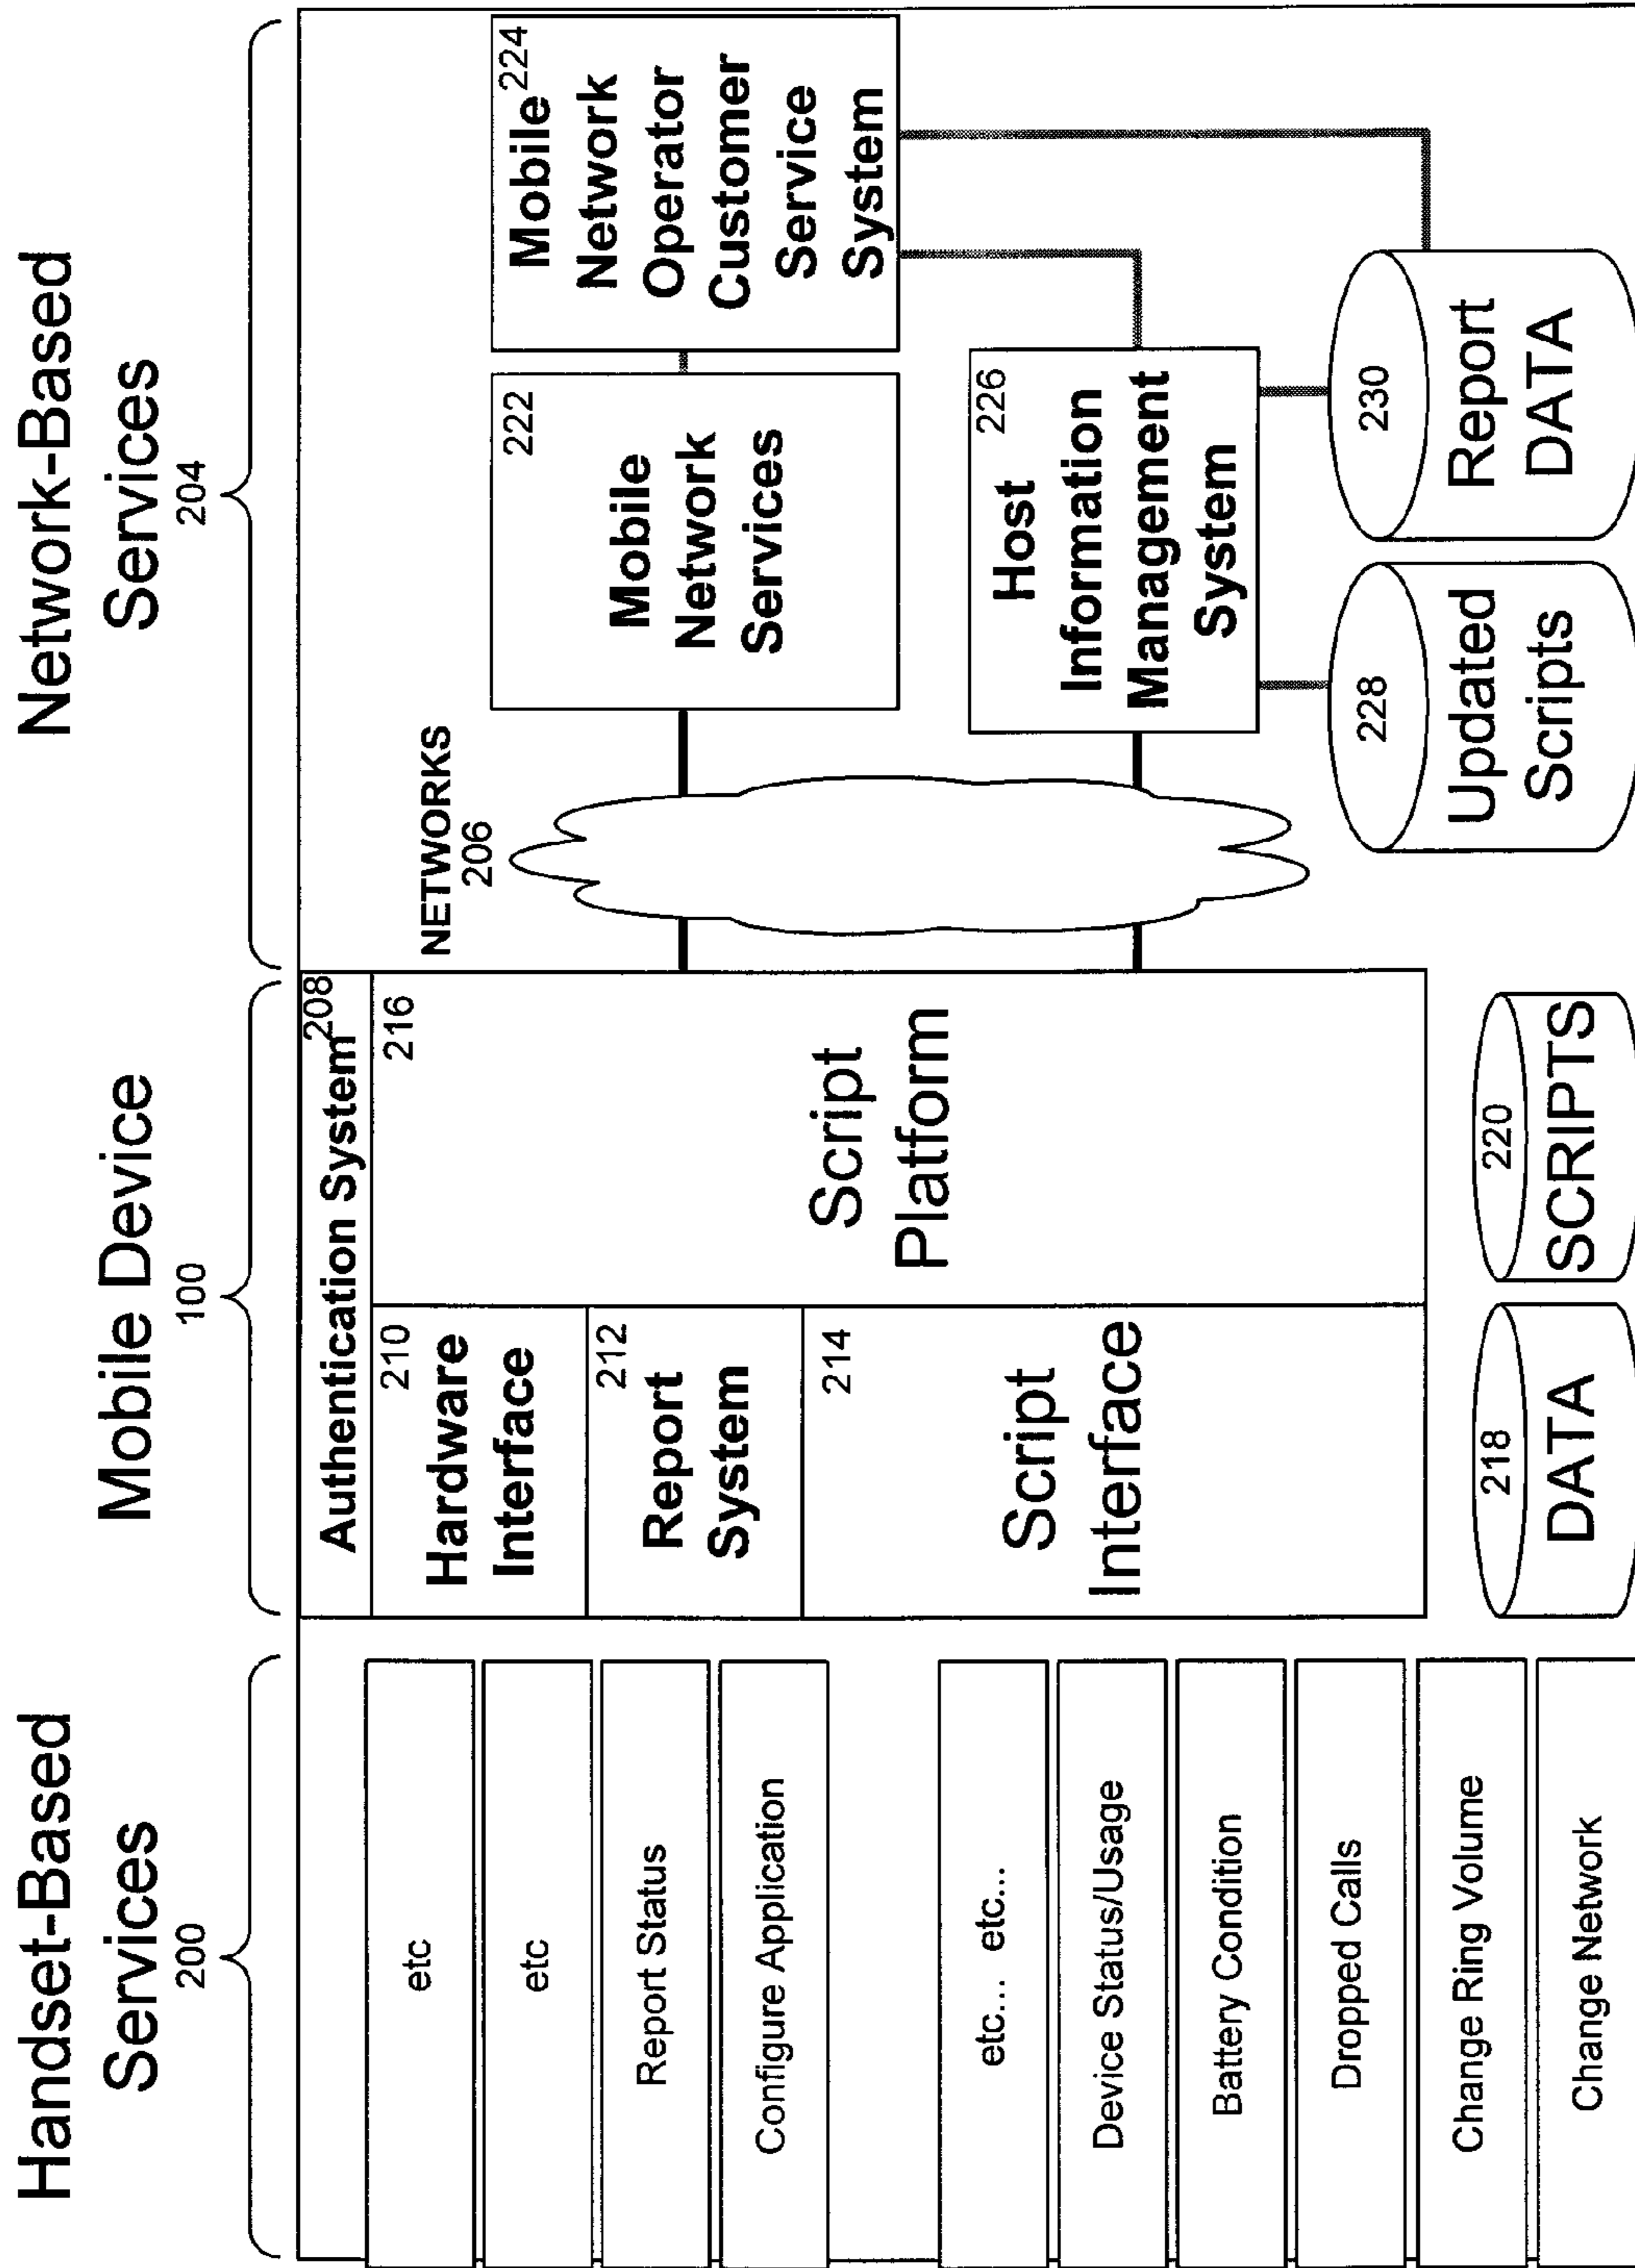 Handset-Based
Services
200
Mobile Device
100
Network-Based
Services
204
etc
etc
Report Status
Configure Application
etc... etc...
Device Status/Usage
Battery Condition
Dropped Calls
Change Ring Volume
Change Network
Authentication System
208
210
Hardware
Interface
212
Report
System
214
Script
Interface
216
Script
Platform
218
DATA
220
SCRIPTS
NETWORKS
206
222
Mobile
Network
Services
224
Mobile
Network
Operator
Customer
Service
System
226
Host
Information
Management
System
228
Updated
Scripts
230
Report
DATA